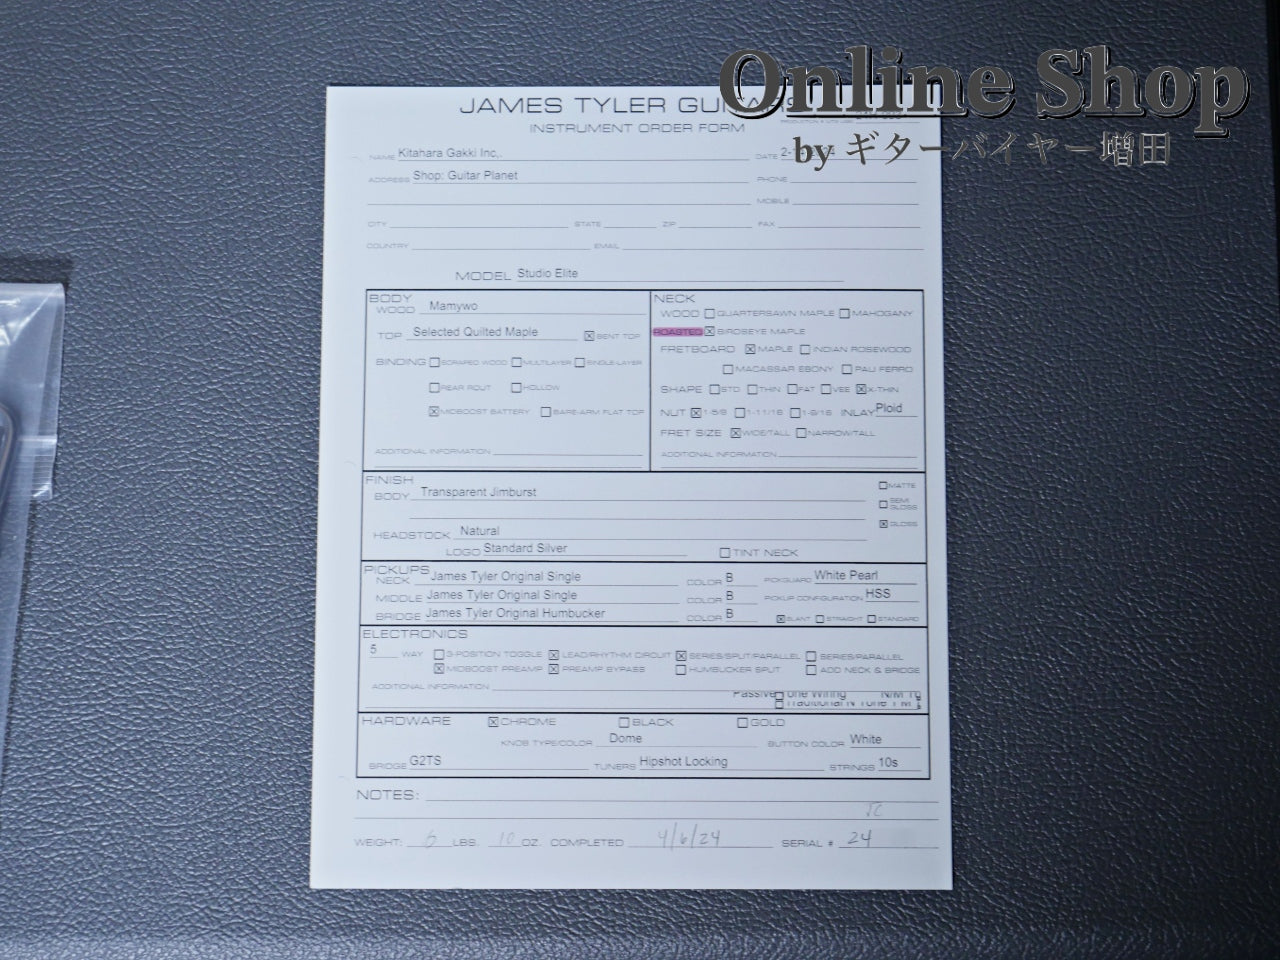 Online Shop
by ギターバイヤー増田
JAMES TYLER GUITARS
INSTRUMENT ORDER FORM
NAME Kitahara Gakki Inc,. DATE
ADDRESS Shop: Guitar Planet PHONE
MOBILE
CITY STATE ZIP FAX
COUNTRY EMAIL
MODEL Studio Elite
BODY
WOOD Mamywo
TOP Selected Quilted Maple ☒ BENT TOP
BINDING ☐ SCRAPED WOOD ☐ MULTILAYER ☐ SINGLE-LAYER
☐ REAR ROUT ☐ HOLLOW
☒ MIDBOOST BATTERY ☐ BARE-ARM FLAT TOP
ADDITIONAL INFORMATION
NECK
WOOD ☐ QUARTERSAWN MAPLE ☐ MAHOGANY
ROASTED ☒ BIRDSEYE MAPLE
FRETBOARD ☒ MAPLE ☐ INDIAN ROSEWOOD
☐ MACASSAR EBONY ☐ PAU FERRO
SHAPE ☐ STD ☐ THIN ☐ FAT ☐ VEE ☒ X-THIN
NUT ☒ 1-5/8 ☐ 1-11/16 ☐ 1-9/16 INLAY Ploid
FRET SIZE ☒ WIDE/TALL ☐ NARROW/TALL
ADDITIONAL INFORMATION
FINISH
BODY Transparent Jimburst
☐ MATTE
☐ SEMI GLOSS
☒ GLOSS
HEADSTOCK Natural
LOGO Standard Silver ☐ TINT NECK
PICKUPS
NECK James Tyler Original Single COLOR B PICKGUARD White Pearl
MIDDLE James Tyler Original Single COLOR B PICKUP CONFIGURATION HSS
BRIDGE James Tyler Original Humbucker COLOR B ☒ SLANT ☐ STRAIGHT ☐ STANDARD
ELECTRONICS
5 WAY ☐ 3-POSITION TOGGLE ☒ LEAD/RHYTHM CIRCUIT ☒ SERIES/SPLIT/PARALLEL ☐ SERIES/PARALLEL
☒ MIDBOOST PREAMP ☒ PREAMP BYPASS ☐ HUMBUCKER SPLIT ☐ ADD NECK & BRIDGE
ADDITIONAL INFORMATION
HARDWARE ☒ CHROME ☐ BLACK ☐ GOLD
KNOB TYPE/COLOR Dome BUTTON COLOR White
BRIDGE G2TS TUNERS Hipshot Locking STRINGS 10s
NOTES:
WEIGHT: 6 LBS. 10 OZ. COMPLETED 4/6/24 SERIAL # 24